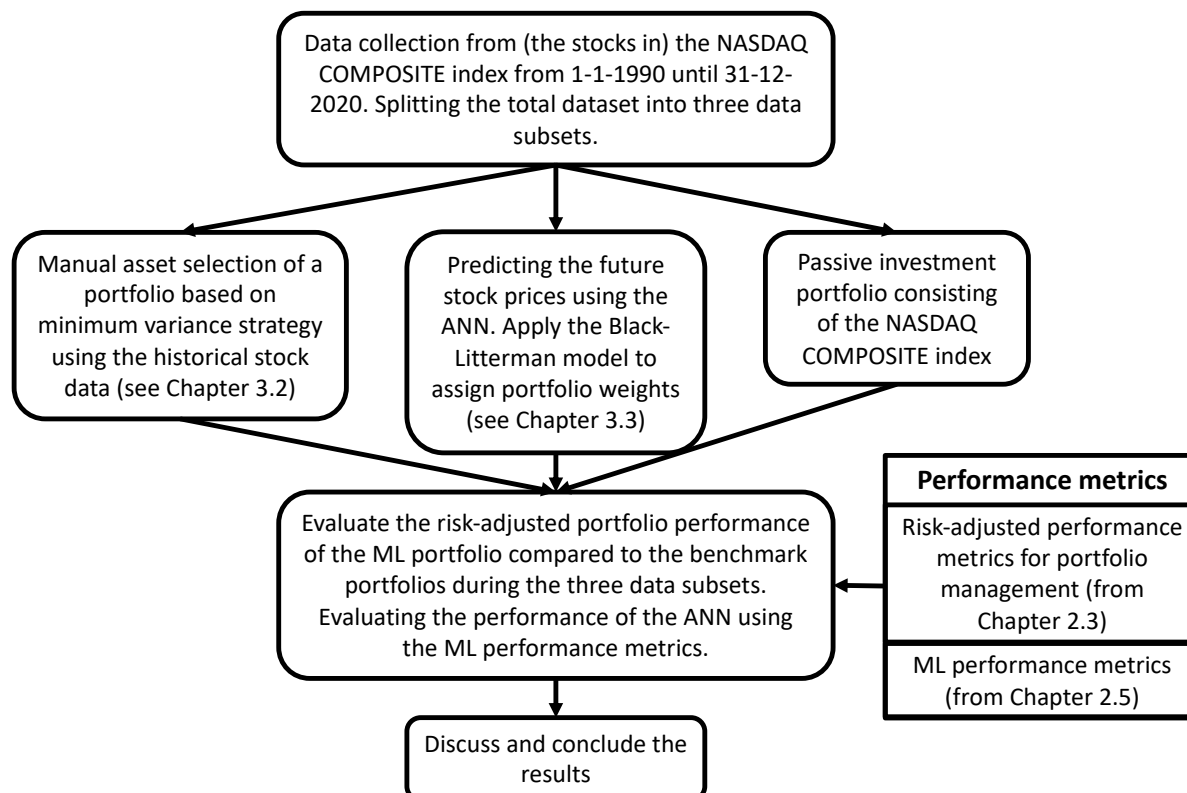 Data collection from (the stocks in) the NASDAQ
COMPOSITE index from 1-1-1990 until 31-12-
2020. Splitting the total dataset into three data
subsets.
Manual asset selection of a
portfolio based on
minimum variance strategy
using the historical stock
data (see Chapter 3.2)
Predicting the future
stock prices using the
ANN. Apply the Black-
Litterman model to
assign portfolio weights
(see Chapter 3.3)
Passive investment
portfolio consisting
of the NASDAQ
COMPOSITE index
Evaluate the risk-adjusted portfolio performance
of the ML portfolio compared to the benchmark
portfolios during the three data subsets.
Evaluating the performance of the ANN using
the ML performance metrics.
Performance metrics
Risk-adjusted performance
metrics for portfolio
management (from
Chapter 2.3)
ML performance metrics
(from Chapter 2.5)
Discuss and conclude the
results